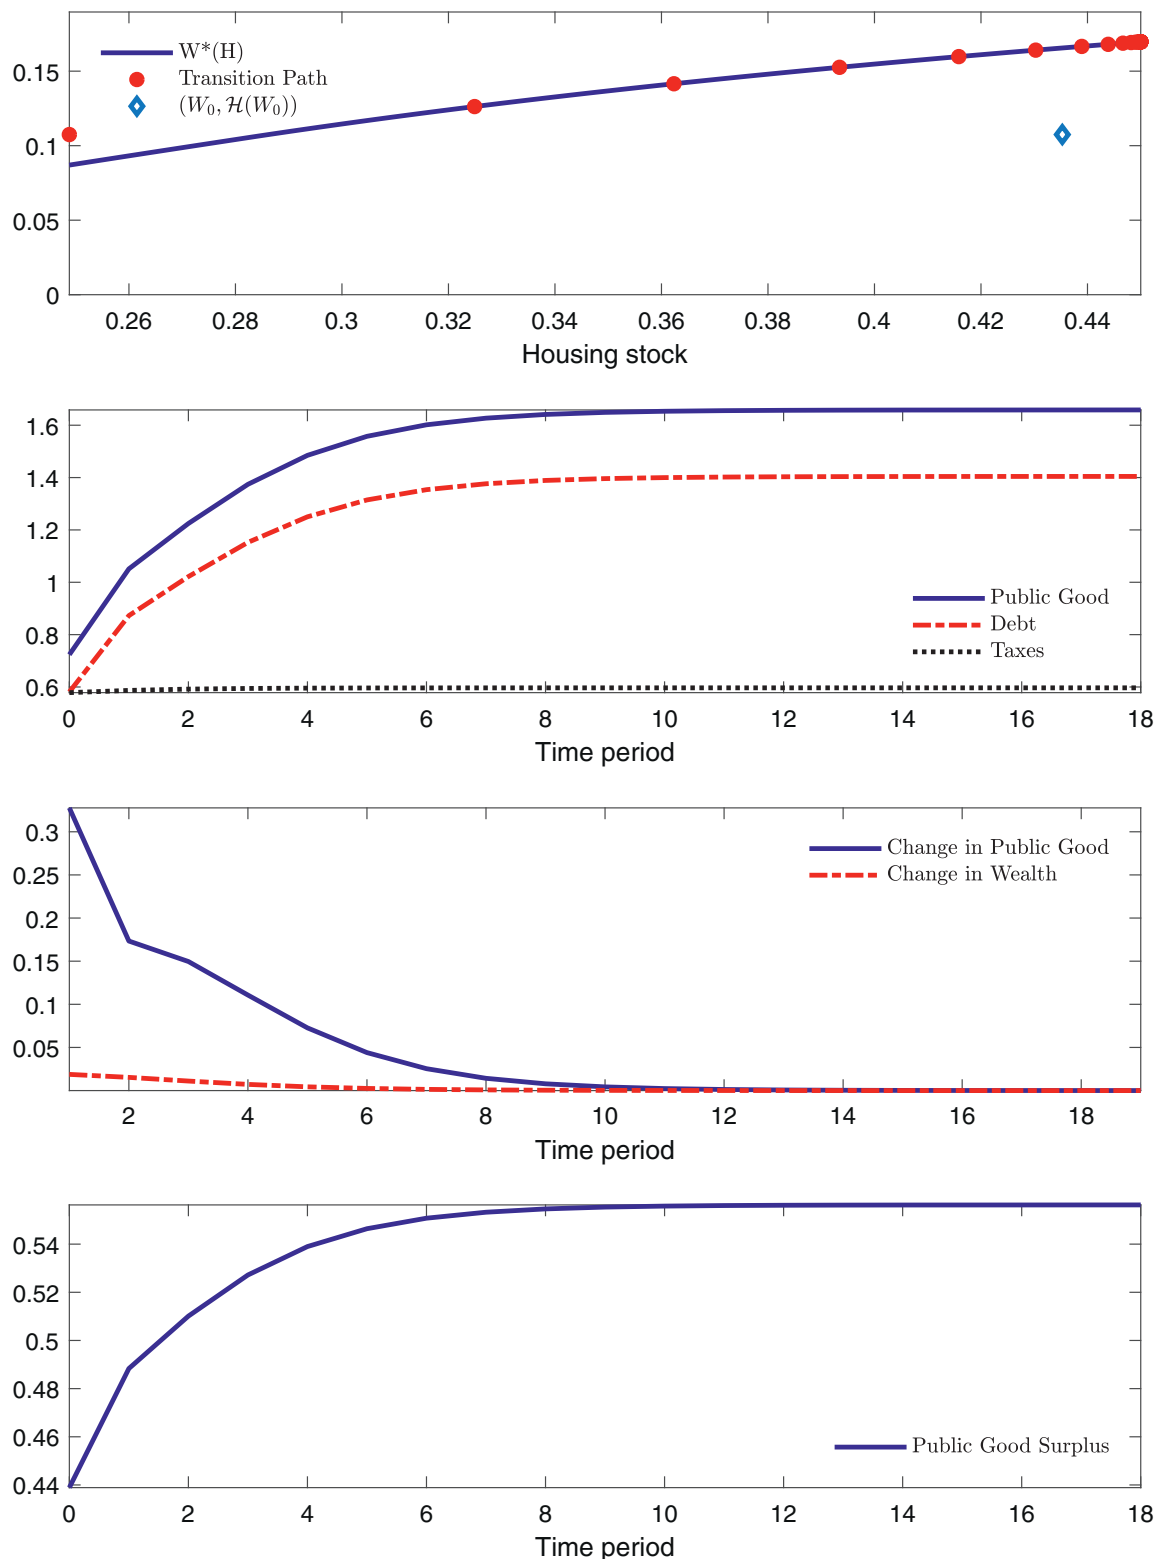 W*(H)
Transition Path
(W₀, ℋ(W₀))
0.15
0.1
0.05
0
0.26 0.28 0.3 0.32 0.34 0.36 0.38 0.4 0.42 0.44
Housing stock
1.6
1.4
1.2
1
0.8
0.6
Public Good
Debt
Taxes
0 2 4 6 8 10 12 14 16 18
Time period
0.3
0.25
0.2
0.15
0.1
0.05
Change in Public Good
Change in Wealth
2 4 6 8 10 12 14 16 18
Time period
0.54
0.52
0.5
0.48
0.46
0.44
Public Good Surplus
0 2 4 6 8 10 12 14 16 18
Time period